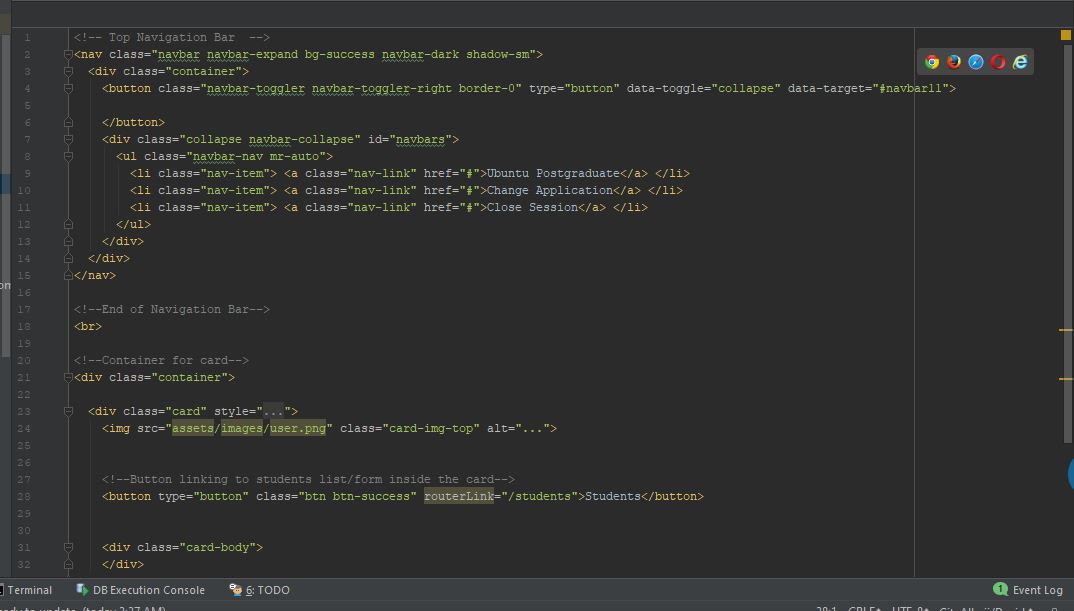 1 <!-- Top Navigation Bar  -->
2 <nav class="navbar navbar-expand bg-success navbar-dark shadow-sm">
3 <div class="container">
4 <button class="navbar-toggler navbar-toggler-right border-0" type="button" data-toggle="collapse" data-target="#navbar11">
5
6 </button>
7 <div class="collapse navbar-collapse" id="navbars">
8 <ul class="navbar-nav mr-auto">
9 <li class="nav-item"> <a class="nav-link" href="#">Ubuntu Postgraduate</a> </li>
10 <li class="nav-item"> <a class="nav-link" href="#">Change Application</a> </li>
11 <li class="nav-item"> <a class="nav-link" href="#">Close Session</a> </li>
12 </ul>
13 </div>
14 </div>
15 </nav>
16
17 <!--End of Navigation Bar-->
18 <br>
19
20 <!--Container for card-->
21 <div class="container">
22
23 <div class="card" style="...">
24 <img src="assets/images/user.png" class="card-img-top" alt="...">
25
26
27 <!--Button linking to students list/form inside the card-->
28 <button type="button" class="btn btn-success" routerLink="/students">Students</button>
29
30
31 <div class="card-body">
32 </div>
Terminal DB Execution Console 6: TODO 1 Event Log